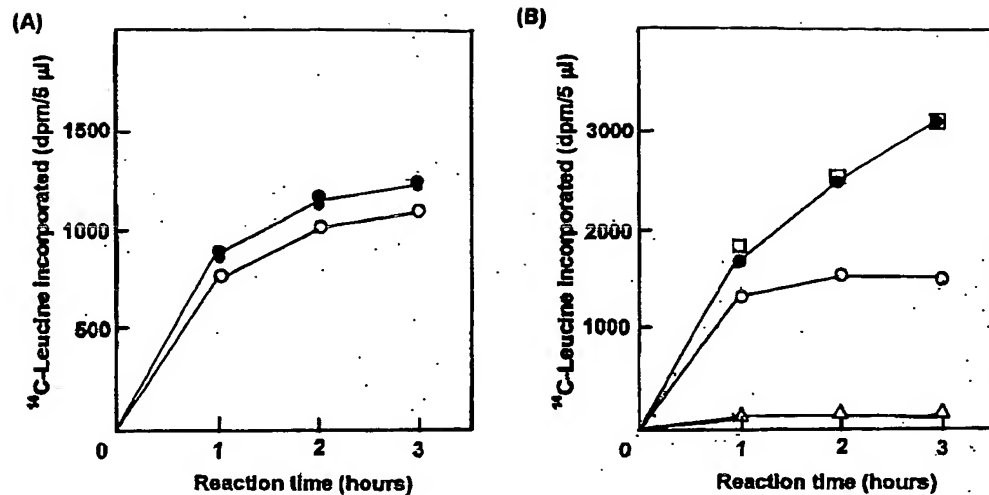 (A)
¹⁴C-Leucine incorporated (dpm/5 µl)
1500
1000
500
0
1
2
3
Reaction time (hours)
(B)
¹⁴C-Leucine incorporated (dpm/5 µl)
3000
2000
1000
0
1
2
3
Reaction time (hours)